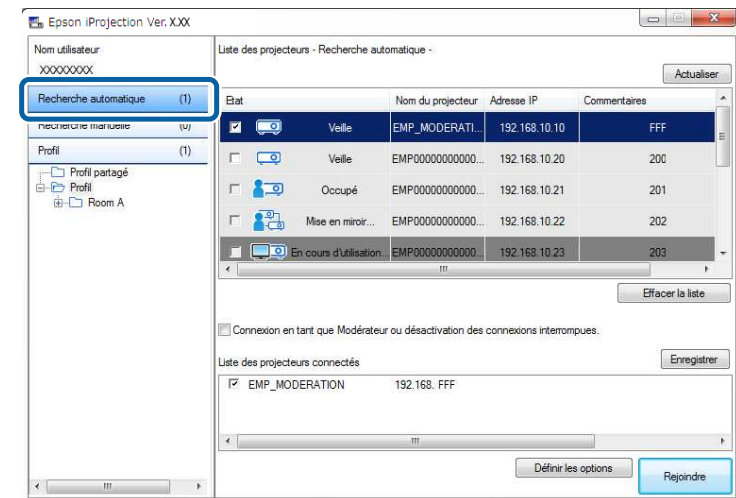 Epson iProjection Ver. X.XX
Nom utilisateur
XXXXXXXX
Recherche automatique (1)
Recherche manuelle (0)
Profil (1)
Profil partagé
Profil
Room A
Liste des projecteurs - Recherche automatique -
Actualiser
Etat Nom du projecteur Adresse IP Commentaires
Veille EMP_MODERATI... 192.168.10.10 FFF
Veille EMP00000000000... 192.168.10.20 200
Occupé EMP00000000000... 192.168.10.21 201
Mise en miroir... EMP00000000000... 192.168.10.22 202
En cours d'utilisation... EMP00000000000... 192.168.10.23 203
Effacer la liste
Connexion en tant que Modérateur ou désactivation des connexions interrompues.
Liste des projecteurs connectés
Enregistrer
EMP_MODERATION 192.168. FFF
Définir les options
Rejoindre